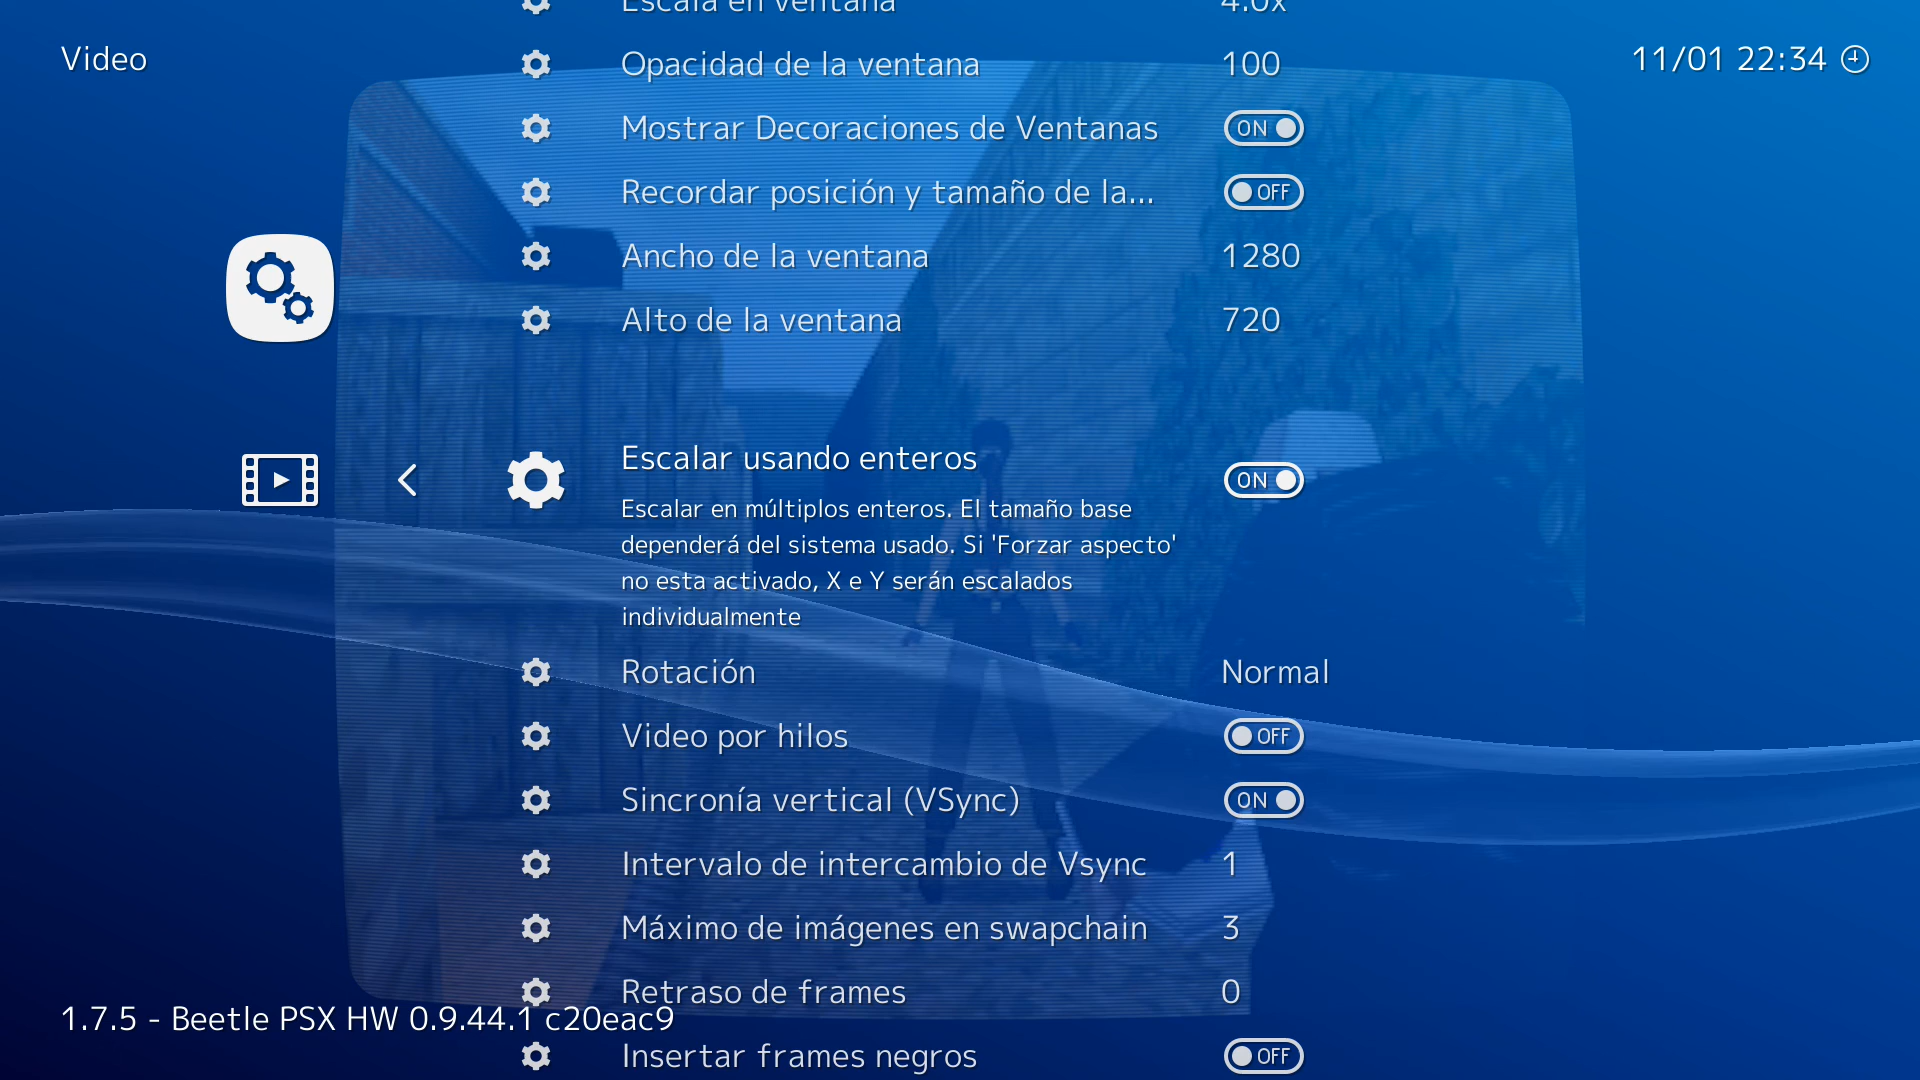 Escala en ventana 4.0x
Video
Opacidad de la ventana 100
11/01 22:34
Mostrar Decoraciones de Ventanas ON
Recordar posición y tamaño de la... OFF
Ancho de la ventana 1280
Alto de la ventana 720
Escalar usando enteros ON
Escalar en múltiplos enteros. El tamaño base
dependerá del sistema usado. Si 'Forzar aspecto'
no esta activado, X e Y serán escalados
individualmente
Rotación Normal
Video por hilos OFF
Sincronía vertical (VSync) ON
Intervalo de intercambio de Vsync 1
Máximo de imágenes en swapchain 3
Retraso de frames 0
1.7.5 - Beetle PSX HW 0.9.44.1 c20eac9
Insertar frames negros OFF